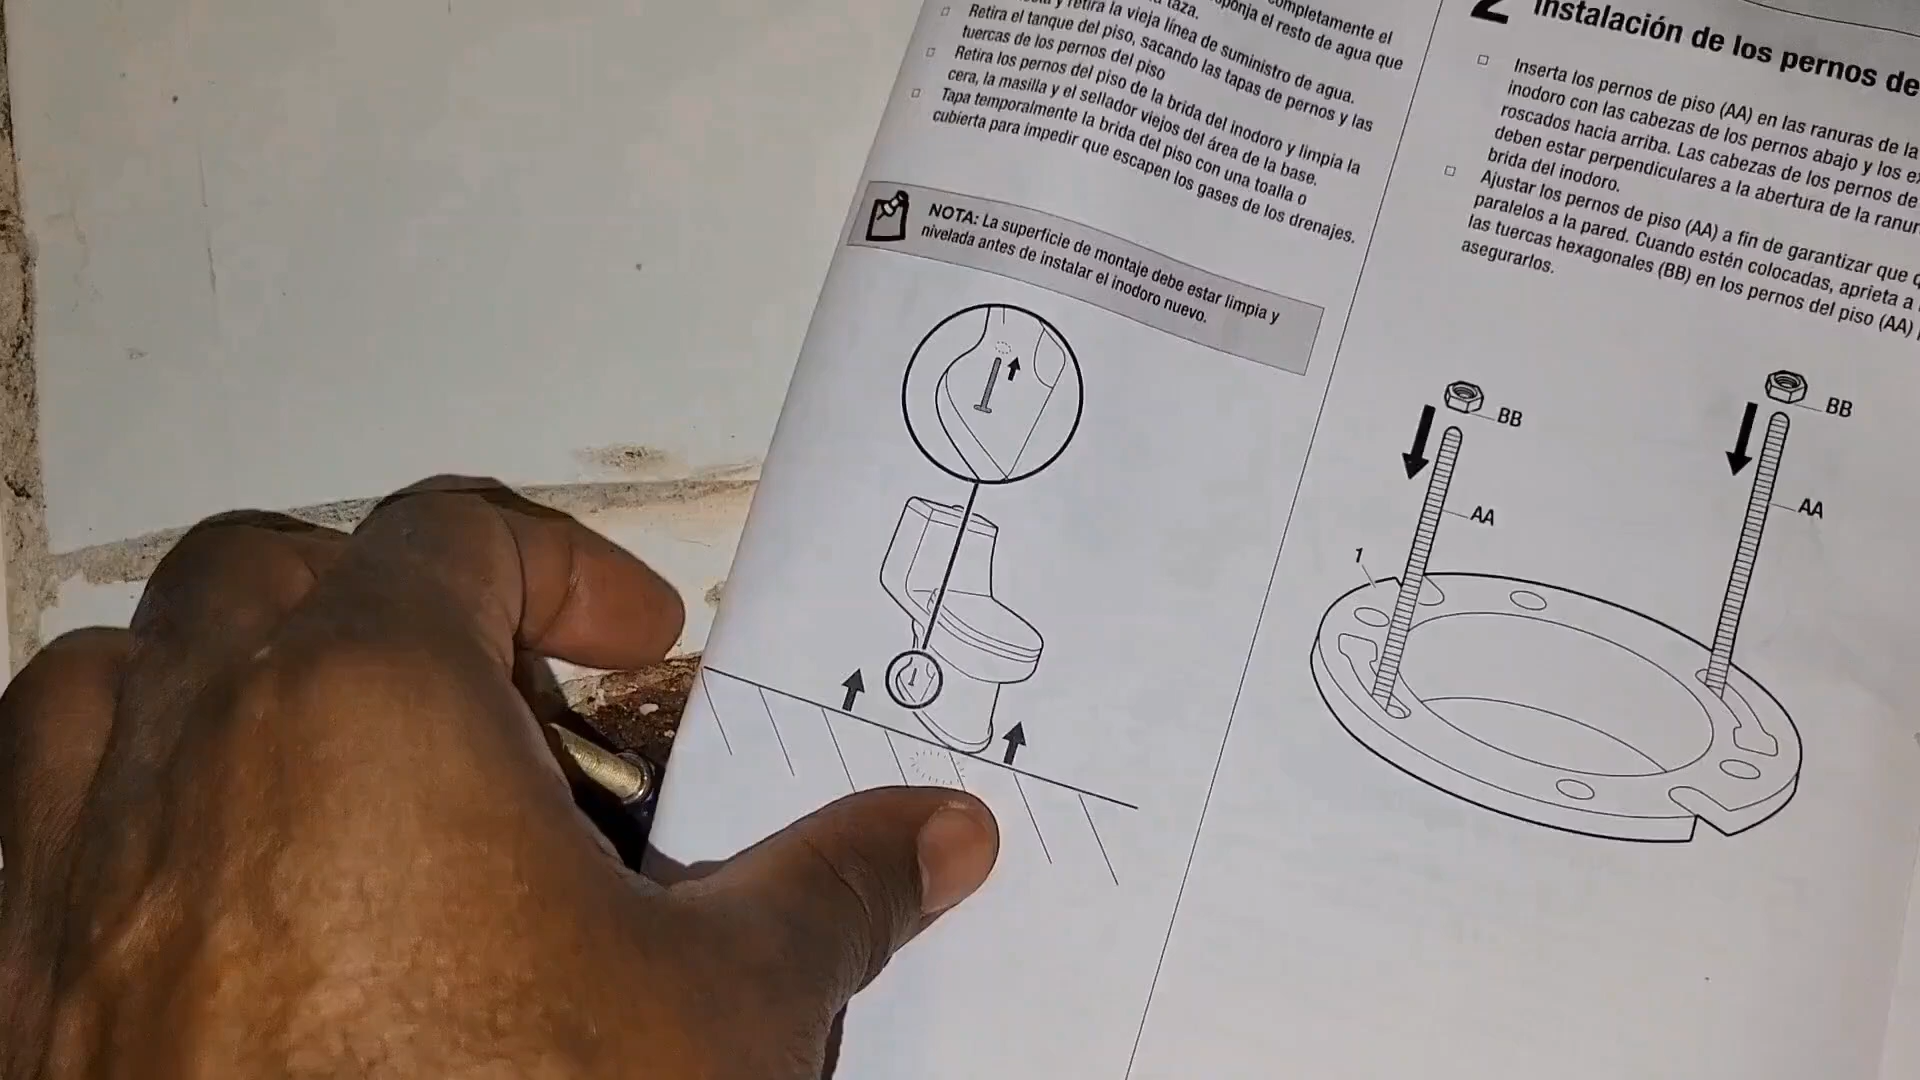 completamente el
ponja el resto de agua que
taza.
y retira la vieja línea de suministro de agua.
Retira el tanque del piso, sacando las tapas de pernos y las
tuercas de los pernos del piso
Retira los pernos del piso de la brida del inodoro y limpia la
cera, la masilla y el sellador viejos del área de la base.
Tapa temporalmente la brida del piso con una toalla o
cubierta para impedir que escapen los gases de los drenajes.
NOTA: La superficie de montaje debe estar limpia y
nivelada antes de instalar el inodoro nuevo.
2 Instalación de los pernos de
Inserta los pernos de piso (AA) en las ranuras de la
inodoro con las cabezas de los pernos abajo y los
roscados hacia arriba. Las cabezas de los pernos de
deben estar perpendiculares a la abertura de la ranur
brida del inodoro.
Ajustar los pernos de piso (AA) a fin de garantizar que
paralelos a la pared. Cuando estén colocadas, aprieta a
las tuercas hexagonales (BB) en los pernos del piso (AA)
asegurarlos.
BB
BB
AA
AA
1